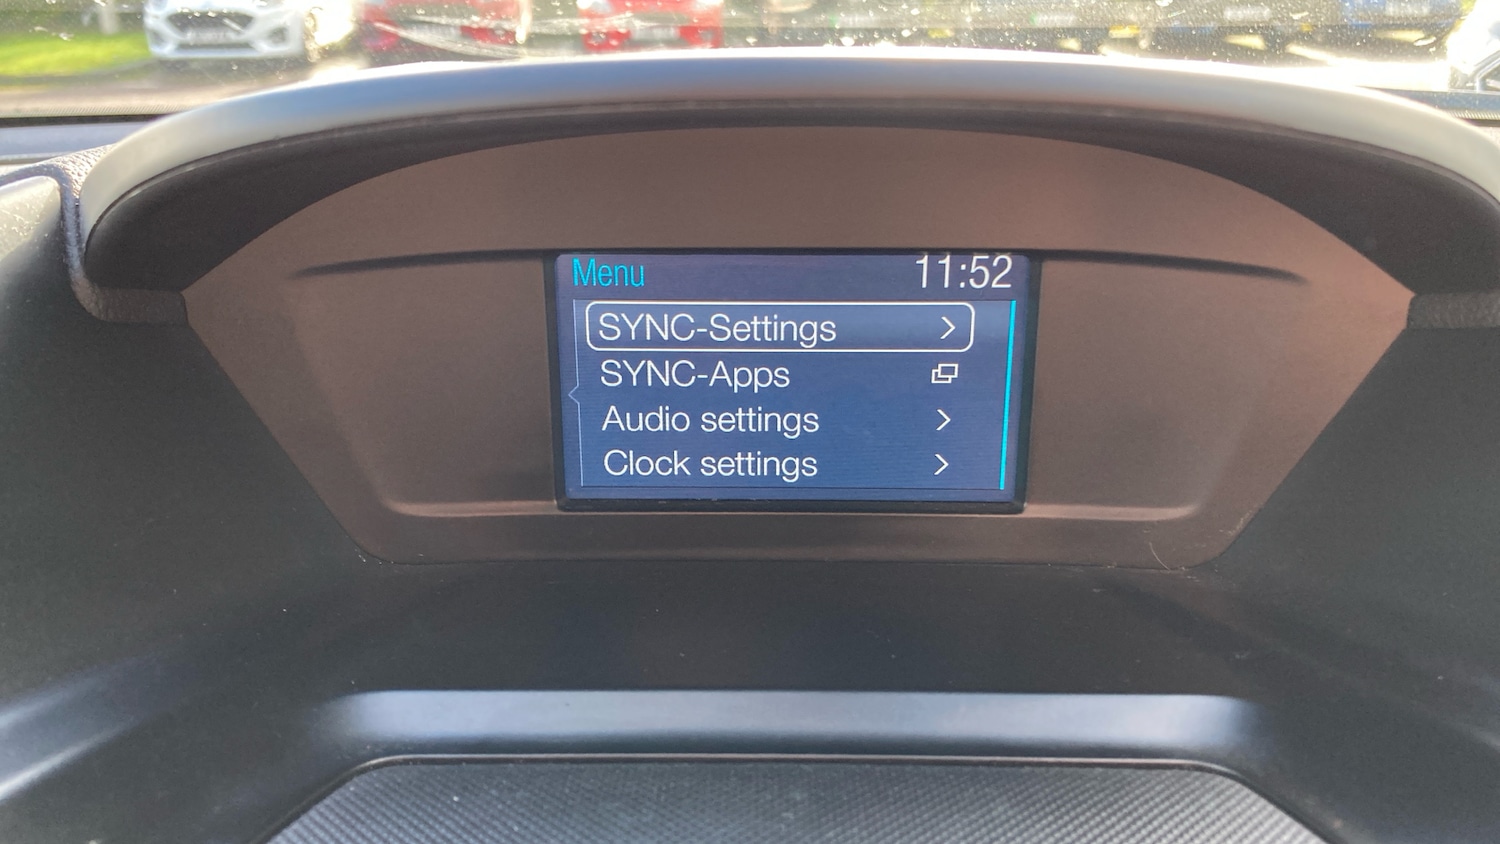 Menu 11:52
SYNC-Settings
SYNC-Apps
Audio settings
Clock settings